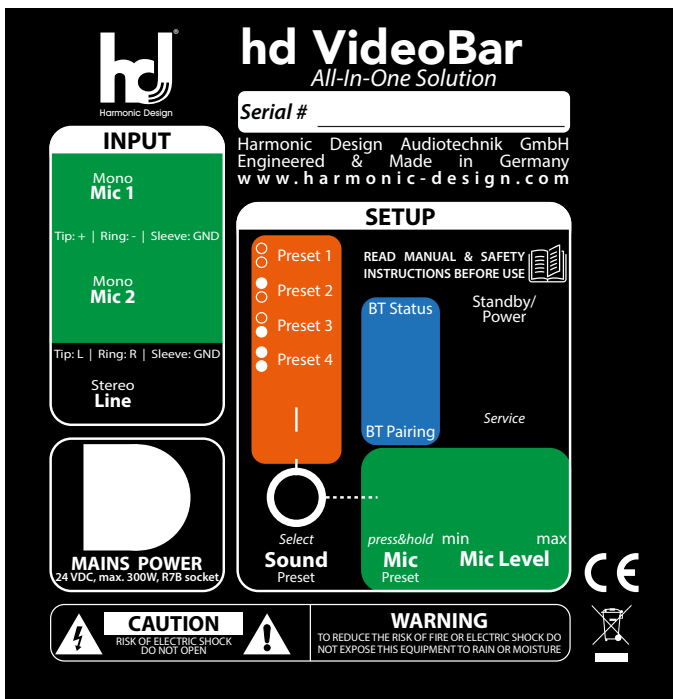 hd
Harmonic Design
hd VideoBar
All-In-One Solution
Serial #
Harmonic Design Audiotechnik GmbH
Engineered & Made in Germany
www.harmonic-design.com
INPUT
Mono
Mic 1
Tip: + | Ring: - | Sleeve: GND
Mono
Mic 2
Tip: L | Ring: R | Sleeve: GND
Stereo
Line
MAINS POWER
24 VDC, max. 300W, R7B socket
SETUP
Preset 1
Preset 2
Preset 3
Preset 4
READ MANUAL & SAFETY
INSTRUCTIONS BEFORE USE
BT Status
Standby/
Power
BT Pairing
Service
Select
Sound
Preset
press&hold
Mic
Preset
min max
Mic Level
CE
CAUTION
RISK OF ELECTRIC SHOCK
DO NOT OPEN
WARNING
TO REDUCE THE RISK OF FIRE OR ELECTRIC SHOCK DO
NOT EXPOSE THIS EQUIPMENT TO RAIN OR MOISTURE